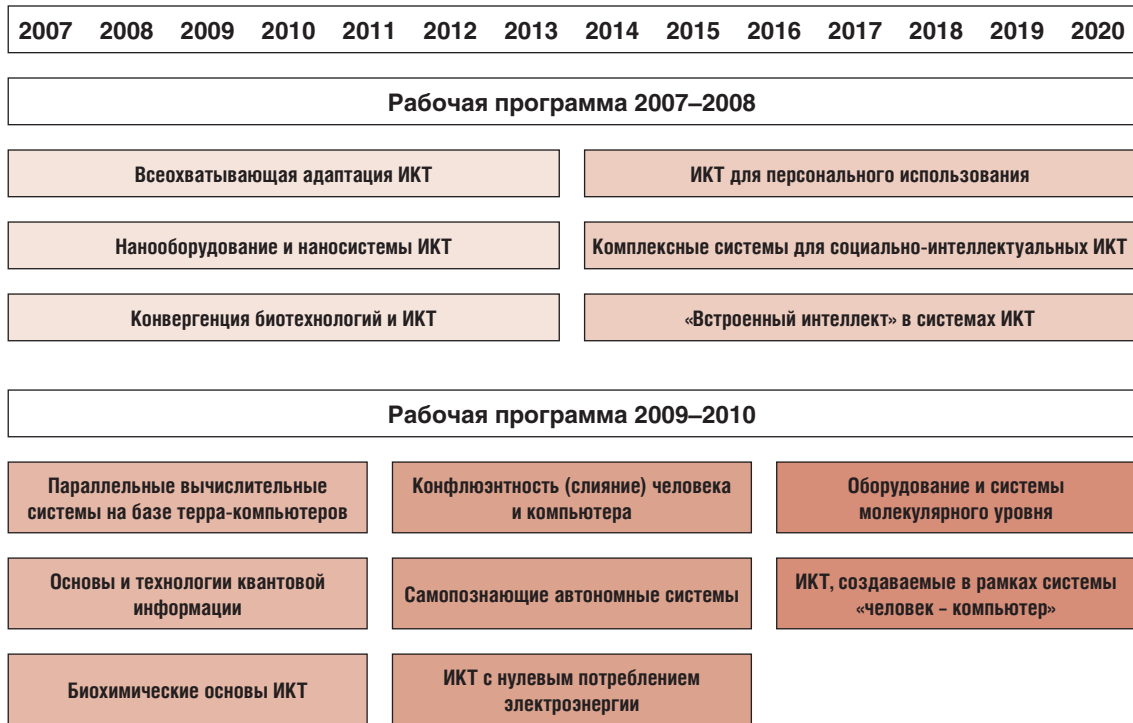 2007 2008 2009 2010 2011 2012 2013 2014 2015 2016 2017 2018 2019 2020
Рабочая программа 2007–2008
Всеохватывающая адаптация ИКТ
ИКТ для персонального использования
Нанооборудование и наносистемы ИКТ
Комплексные системы для социально-интеллектуальных ИКТ
Конвергенция биотехнологий и ИКТ
«Встроенный интеллект» в системах ИКТ
Рабочая программа 2009–2010
Параллельные вычислительные
системы на базе терра-компьютеров
Конфлюэнтность (слияние) человека
и компьютера
Оборудование и системы
молекулярного уровня
Основы и технологии квантовой
информации
Самопознающие автономные системы
ИКТ, создаваемые в рамках системы
«человек – компьютер»
Биохимические основы ИКТ
ИКТ с нулевым потреблением
электроэнергии